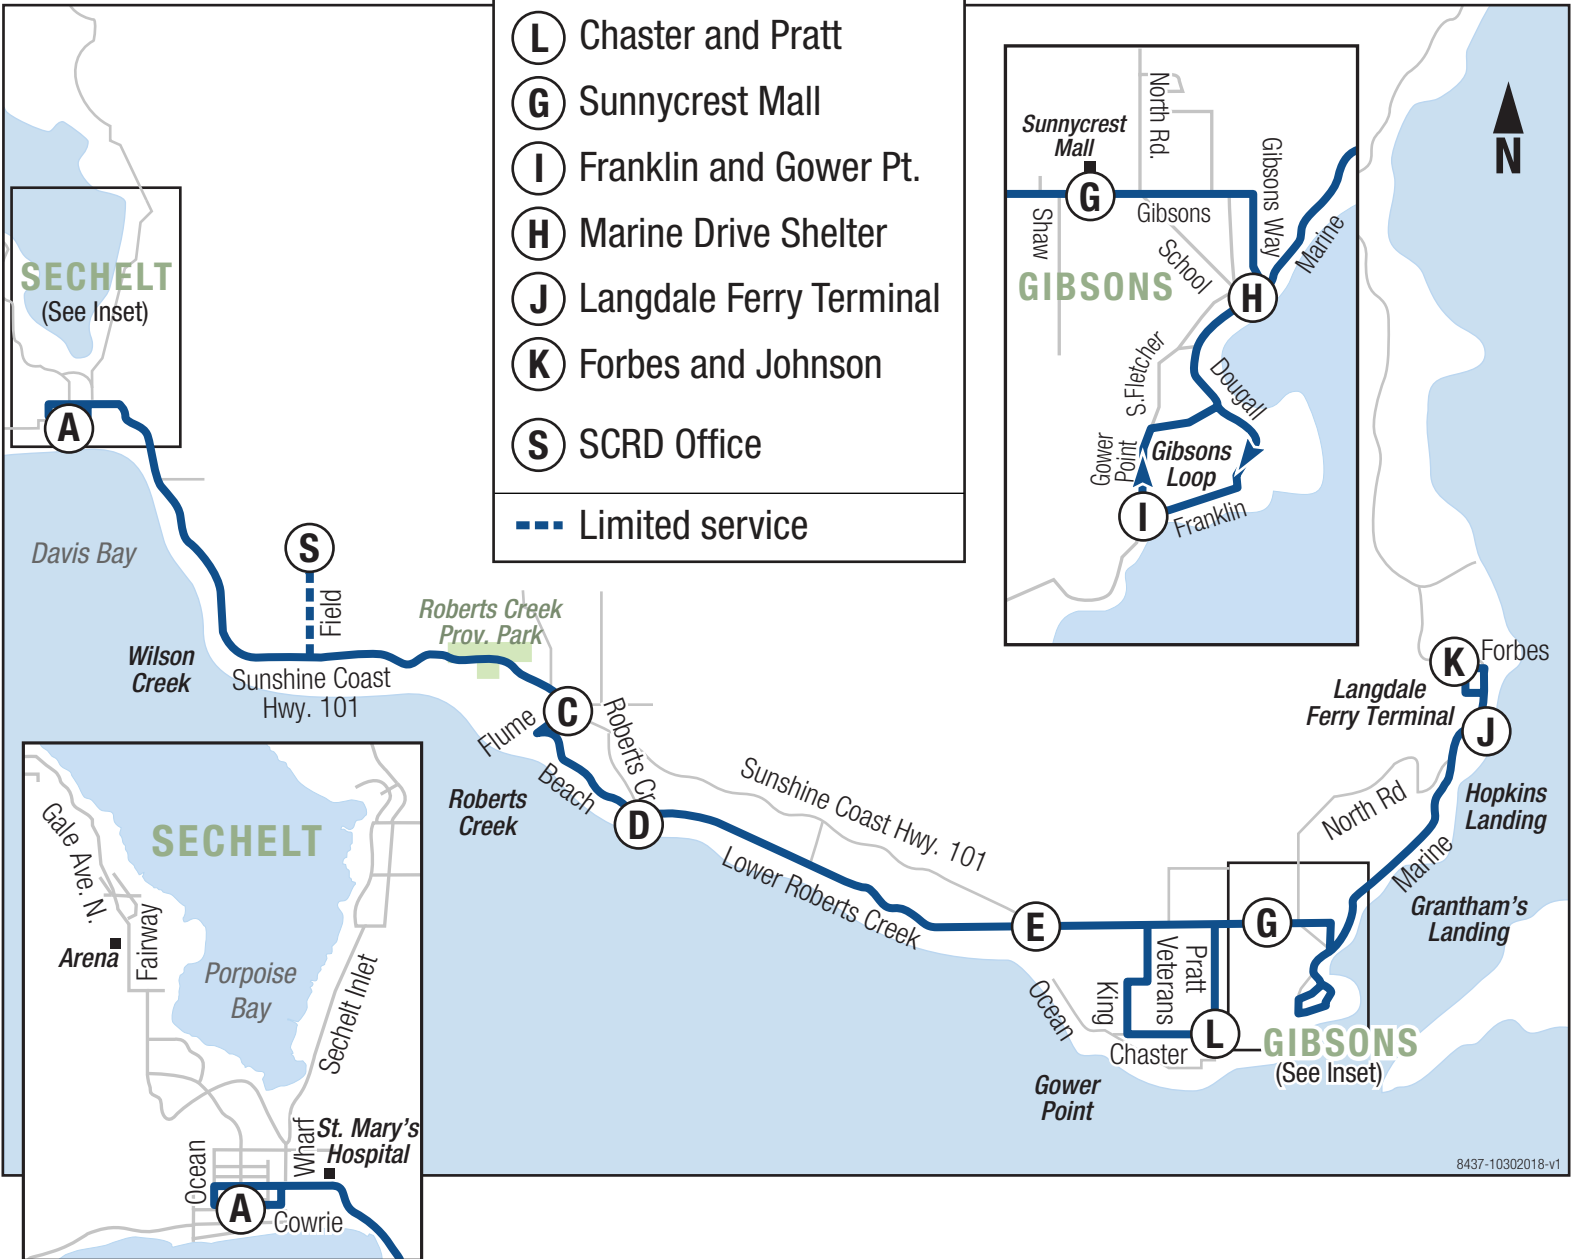 L Chaster and Pratt
G Sunnycrest Mall
I Franklin and Gower Pt.
H Marine Drive Shelter
J Langdale Ferry Terminal
K Forbes and Johnson
S SCRD Office
Limited service
SECHELT
(See Inset)
A
Davis Bay
S
Field
Wilson
Creek
Sunshine Coast
Hwy. 101
Roberts Creek
Prov. Park
C
Flume
Beach
Roberts Cr.
Roberts
Creek
D
Sunshine Coast Hwy. 101
Lower Roberts Creek
E
Ocean
King
Veterans
Pratt
Chaster
L
Gower
Point
G
GIBSONS
(See Inset)
North Rd
Marine
Grantham's
Landing
Hopkins
Landing
J
Langdale
Ferry Terminal
K
Forbes
N
Sunnycrest
Mall
North Rd.
G
Gibsons
Gibsons Way
Shaw
School
Marine
GIBSONS
H
S.Fletcher
Dougall
Gower
Point
Gibsons
Loop
I
Franklin
SECHELT
Gale Ave. N.
Arena
Fairway
Porpoise
Bay
Sechelt Inlet
Ocean
Wharf
St. Mary's
Hospital
A
Cowrie
8437-10302018-v1